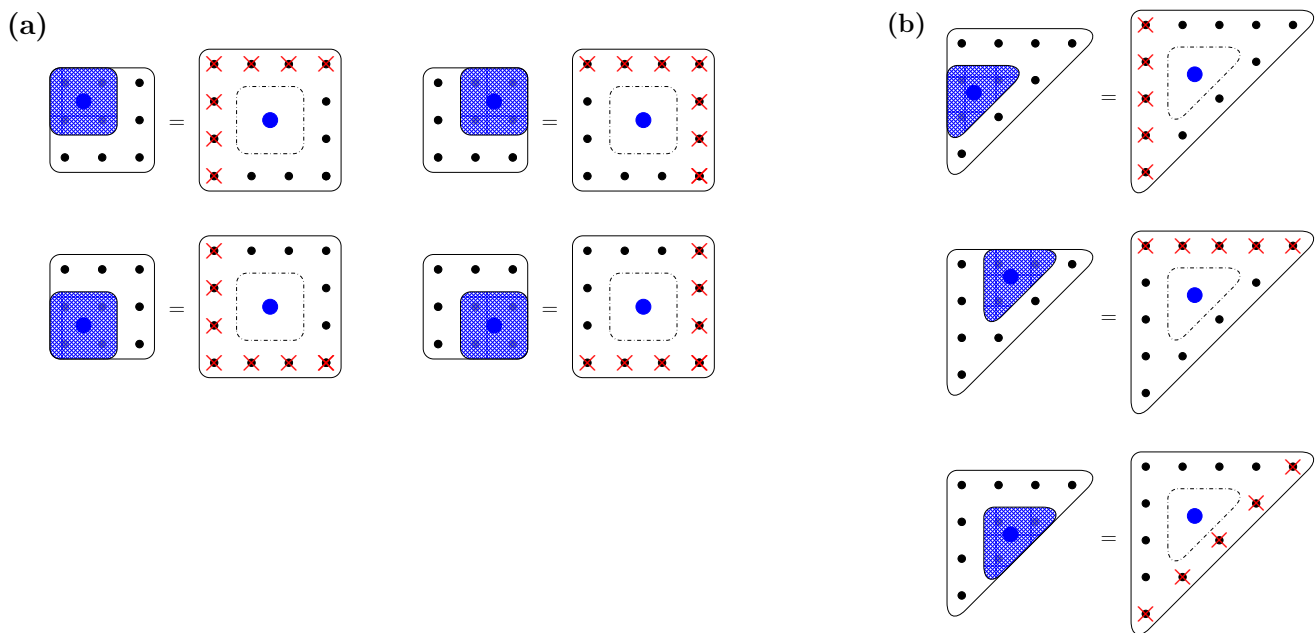 (a)
(b)
= =
=
= =
=
=